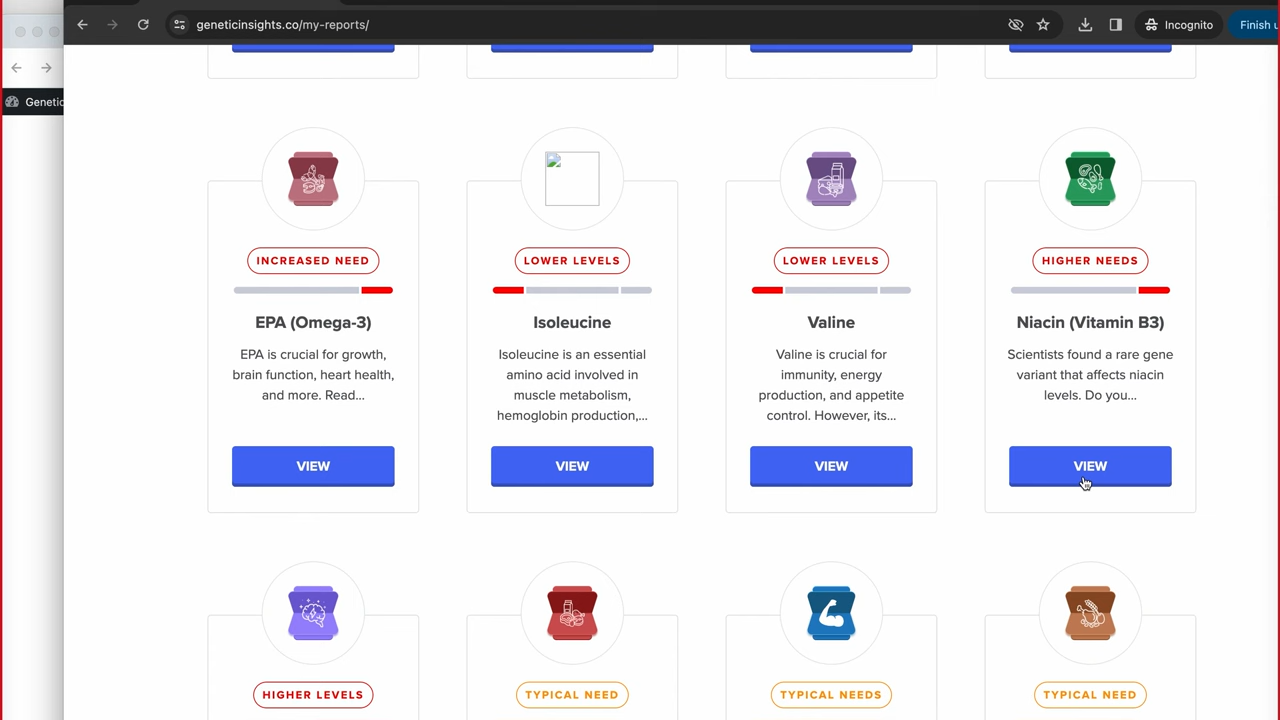 geneticinsights.co/my-reports/
Incognito
Finish u
Genetic
INCREASED NEED
EPA (Omega-3)
EPA is crucial for growth,
brain function, heart health,
and more. Read...
VIEW
LOWER LEVELS
Isoleucine
Isoleucine is an essential
amino acid involved in
muscle metabolism,
hemoglobin production,...
VIEW
LOWER LEVELS
Valine
Valine is crucial for
immunity, energy
production, and appetite
control. However, its...
VIEW
HIGHER NEEDS
Niacin (Vitamin B3)
Scientists found a rare gene
variant that affects niacin
levels. Do you...
VIEW
HIGHER LEVELS
TYPICAL NEED
TYPICAL NEEDS
TYPICAL NEED